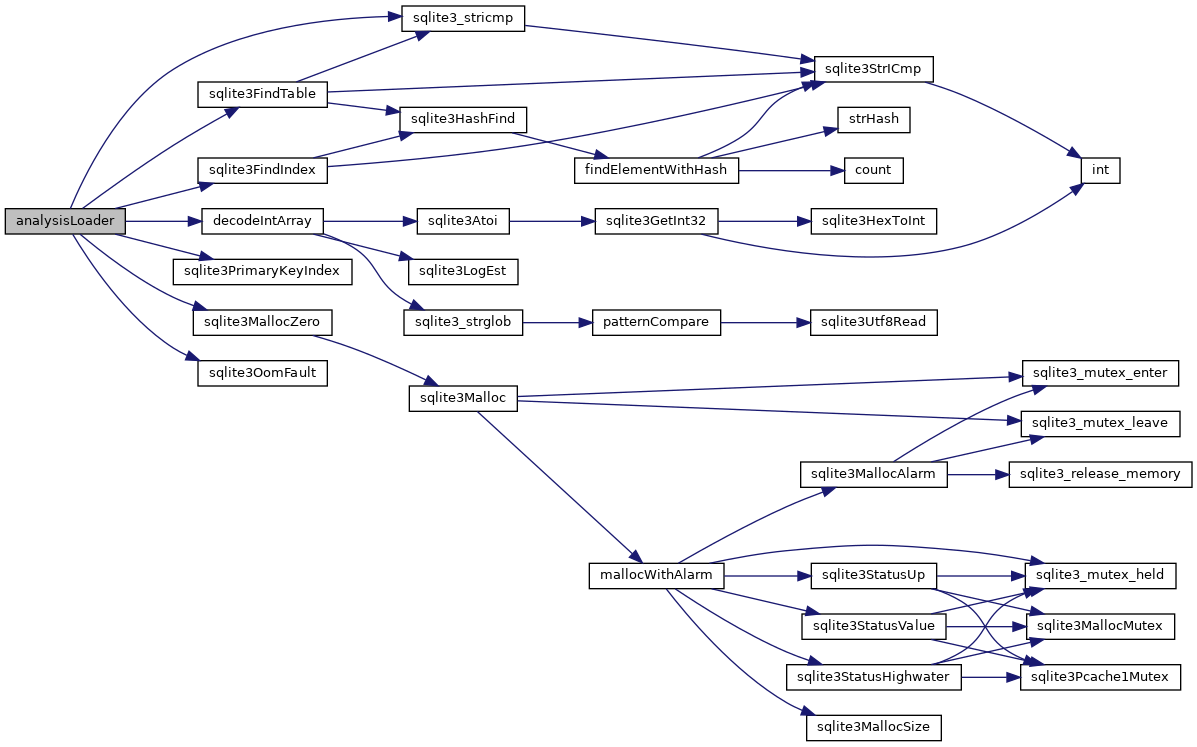 sqlite3_stricmp
sqlite3StrICmp
sqlite3FindTable
sqlite3HashFind
strHash
sqlite3FindIndex
findElementWithHash
count
int
analysisLoader
decodeIntArray
sqlite3Atoi
sqlite3GetInt32
sqlite3HexToInt
sqlite3PrimaryKeyIndex
sqlite3LogEst
sqlite3MallocZero
sqlite3_strglob
patternCompare
sqlite3Utf8Read
sqlite3OomFault
sqlite3_mutex_enter
sqlite3Malloc
sqlite3_mutex_leave
sqlite3MallocAlarm
sqlite3_release_memory
mallocWithAlarm
sqlite3StatusUp
sqlite3_mutex_held
sqlite3StatusValue
sqlite3MallocMutex
sqlite3StatusHighwater
sqlite3Pcache1Mutex
sqlite3MallocSize